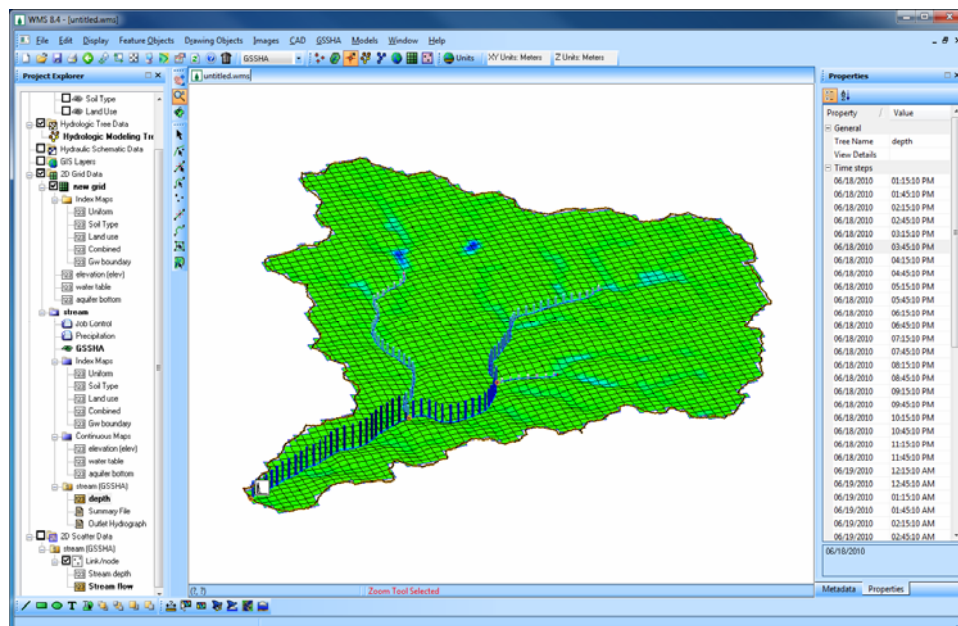 WMS 8.4 - [untitled.wms]
File Edit Display Feature Objects Drawing Objects Images CAD GSSHA Models Window Help
GSSHA Units XY Units: Meters Z Units: Meters
Project Explorer
Soil Type
Land Use
Hydrologic Tree Data
Hydrologic Modeling Tre
Hydraulic Schematic Data
GIS Layers
2D Grid Data
new grid
Index Maps
Uniform
Soil Type
Land use
Combined
Gw boundary
elevation (elev)
water table
aquifer bottom
stream
Job Control
Precipitation
GSSHA
Index Maps
Uniform
Soil Type
Land use
Combined
Gw boundary
Continuous Maps
elevation (elev)
water table
aquifer bottom
stream (GSSHA)
depth
Summary File
Outlet Hydrograph
2D Scatter Data
stream (GSSHA)
Link/node
Stream depth
Stream flow
untitled.wms
(?, ?)
Zoom Tool Selected
Properties
Property / Value
General
Tree Name depth
View Details
Time steps
06/18/2010 01:15:10 PM
06/18/2010 01:45:10 PM
06/18/2010 02:15:10 PM
06/18/2010 02:45:10 PM
06/18/2010 03:15:10 PM
06/18/2010 03:45:10 PM
06/18/2010 04:15:10 PM
06/18/2010 04:45:10 PM
06/18/2010 05:15:10 PM
06/18/2010 05:45:10 PM
06/18/2010 06:15:10 PM
06/18/2010 06:45:10 PM
06/18/2010 07:15:10 PM
06/18/2010 07:45:10 PM
06/18/2010 08:15:10 PM
06/18/2010 08:45:10 PM
06/18/2010 09:15:10 PM
06/18/2010 09:45:10 PM
06/18/2010 10:15:10 PM
06/18/2010 10:45:10 PM
06/18/2010 11:15:10 PM
06/18/2010 11:45:10 PM
06/19/2010 12:15:10 AM
06/19/2010 12:45:10 AM
06/19/2010 01:15:10 AM
06/19/2010 01:45:10 AM
06/19/2010 02:15:10 AM
06/19/2010 02:45:10 AM
06/18/2010
Metadata Properties